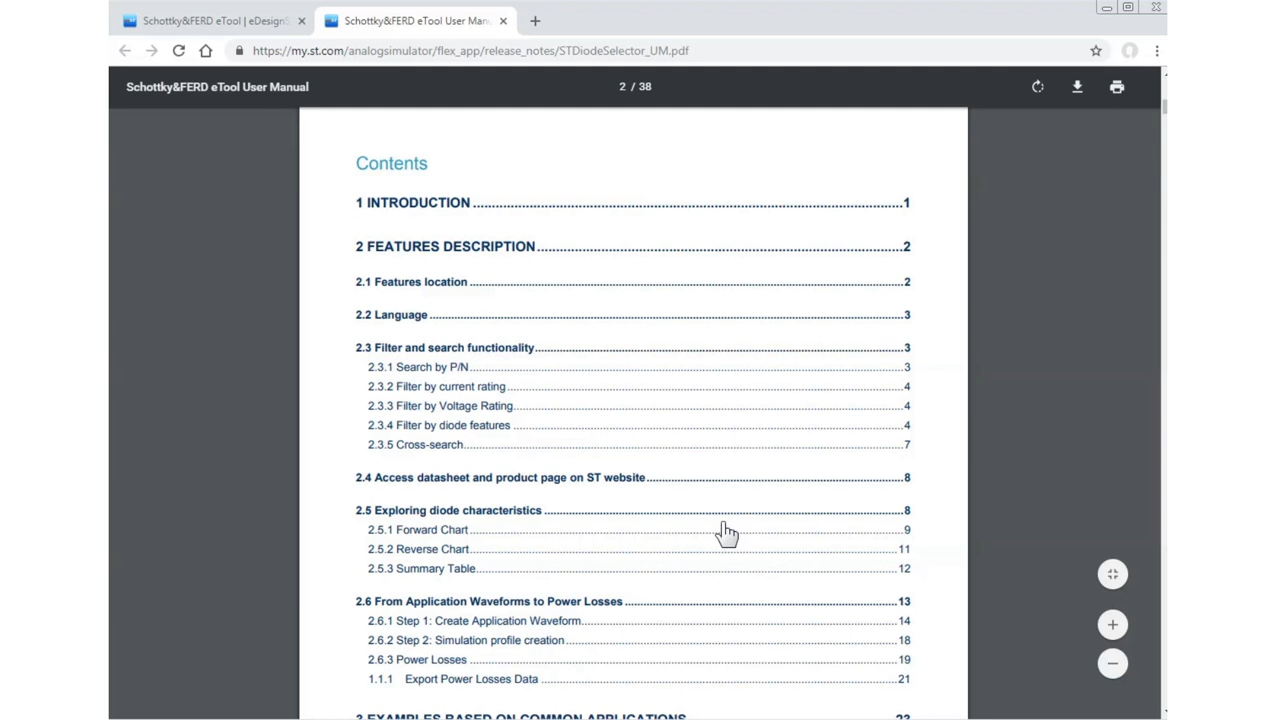 Schottky&FERD eTool | eDesignS
Schottky&FERD eTool User Manu
https://my.st.com/analogsimulator/flex_app/release_notes/STDiodeSelector_UM.pdf
Schottky&FERD eTool User Manual
2 / 38
Contents
1 INTRODUCTION ........ 1
2 FEATURES DESCRIPTION ........ 2
2.1 Features location ........ 2
2.2 Language ........ 3
2.3 Filter and search functionality ........ 3
2.3.1 Search by P/N ........ 3
2.3.2 Filter by current rating ........ 4
2.3.3 Filter by Voltage Rating ........ 4
2.3.4 Filter by diode features ........ 4
2.3.5 Cross-search ........ 7
2.4 Access datasheet and product page on ST website ........ 8
2.5 Exploring diode characteristics ........ 8
2.5.1 Forward Chart ........ 9
2.5.2 Reverse Chart ........ 11
2.5.3 Summary Table ........ 12
2.6 From Application Waveforms to Power Losses ........ 13
2.6.1 Step 1: Create Application Waveform ........ 14
2.6.2 Step 2: Simulation profile creation ........ 18
2.6.3 Power Losses ........ 19
1.1.1 Export Power Losses Data ........ 21
3 EXAMPLES BASED ON COMMON APPLICATIONS ........ 23